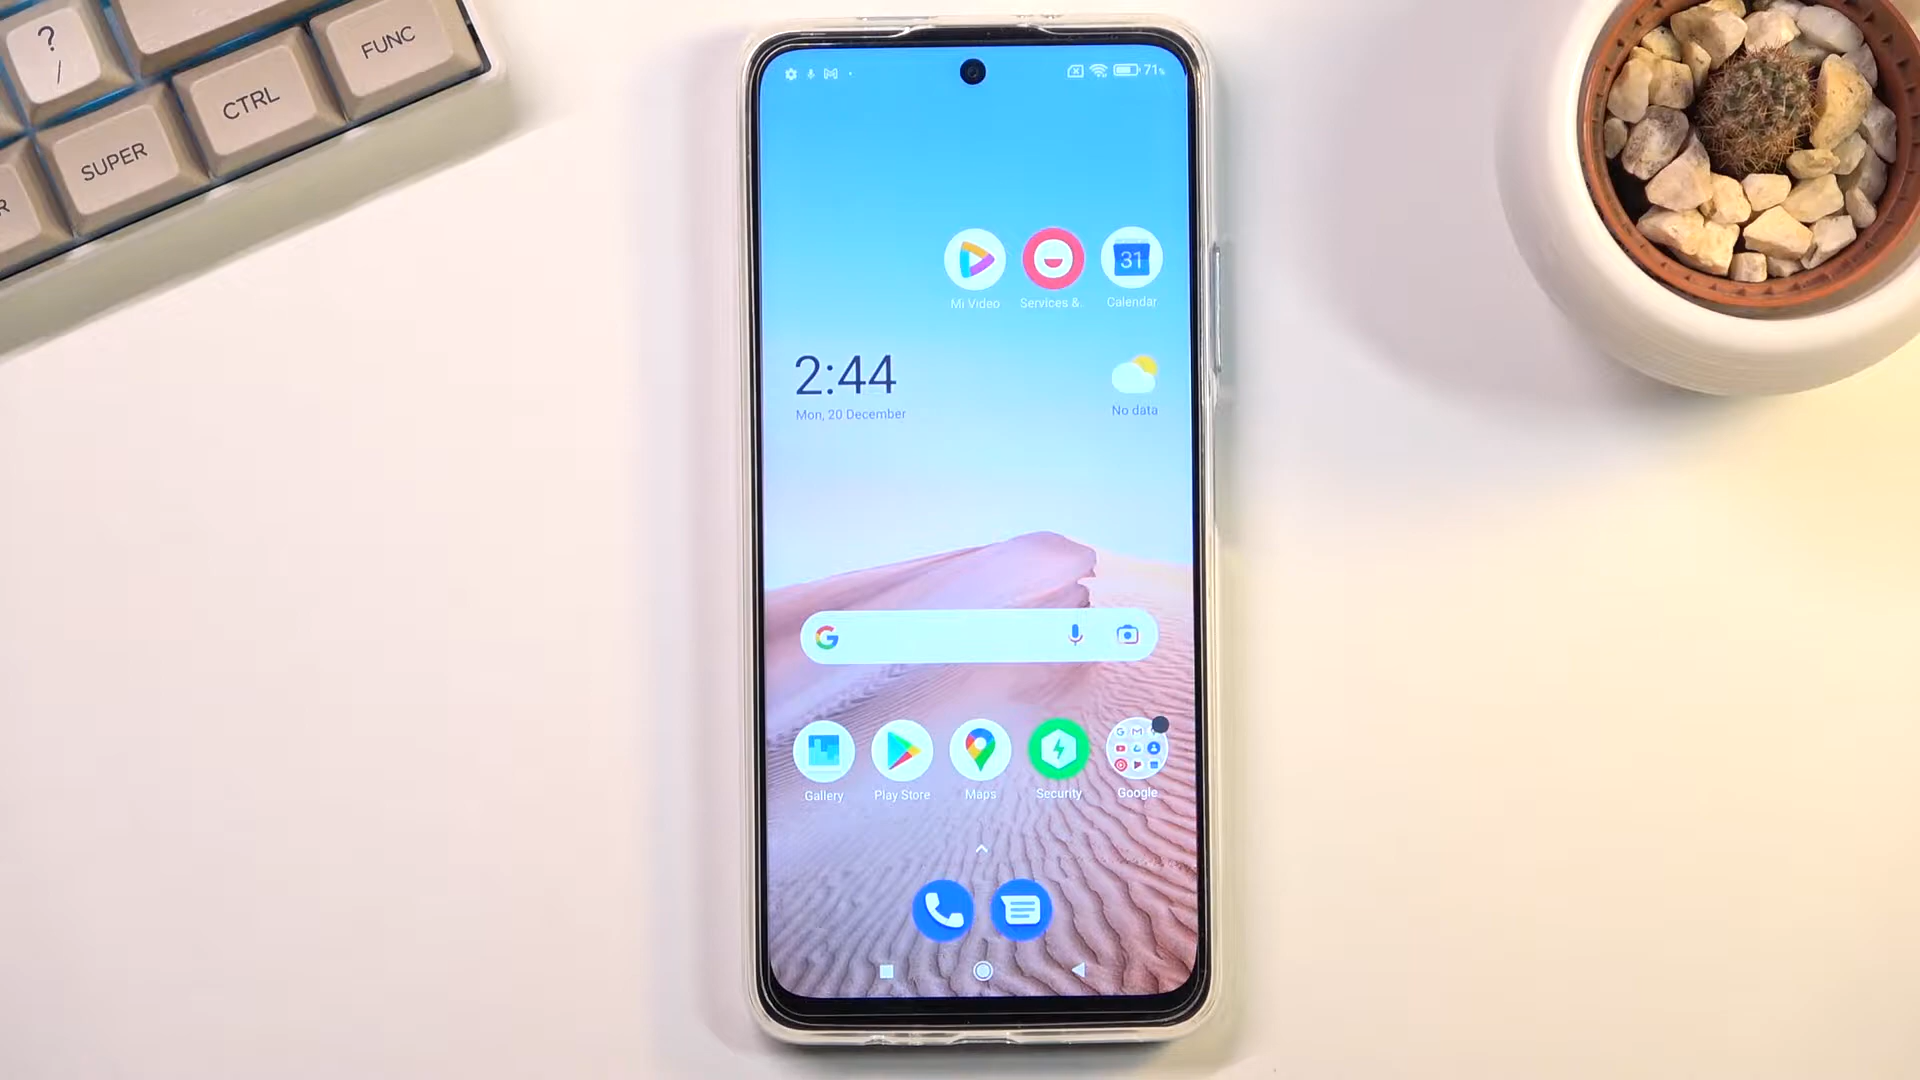 ?
/
FUNC
CTRL
SUPER
R
71%
31
Mi Video
Services &.
Calendar
2:44
Mon, 20 December
No data
G
Gallery
Play Store
Maps
Security
Google